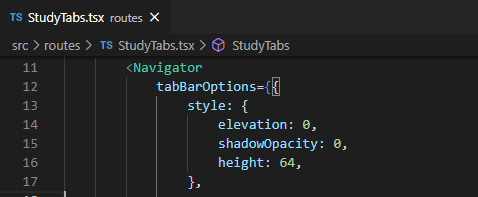 TS StudyTabs.tsx routes ×
src > routes > TS StudyTabs.tsx > StudyTabs
11 <Navigator
12 tabBarOptions={{
13 style: {
14 elevation: 0,
15 shadowOpacity: 0,
16 height: 64,
17 },